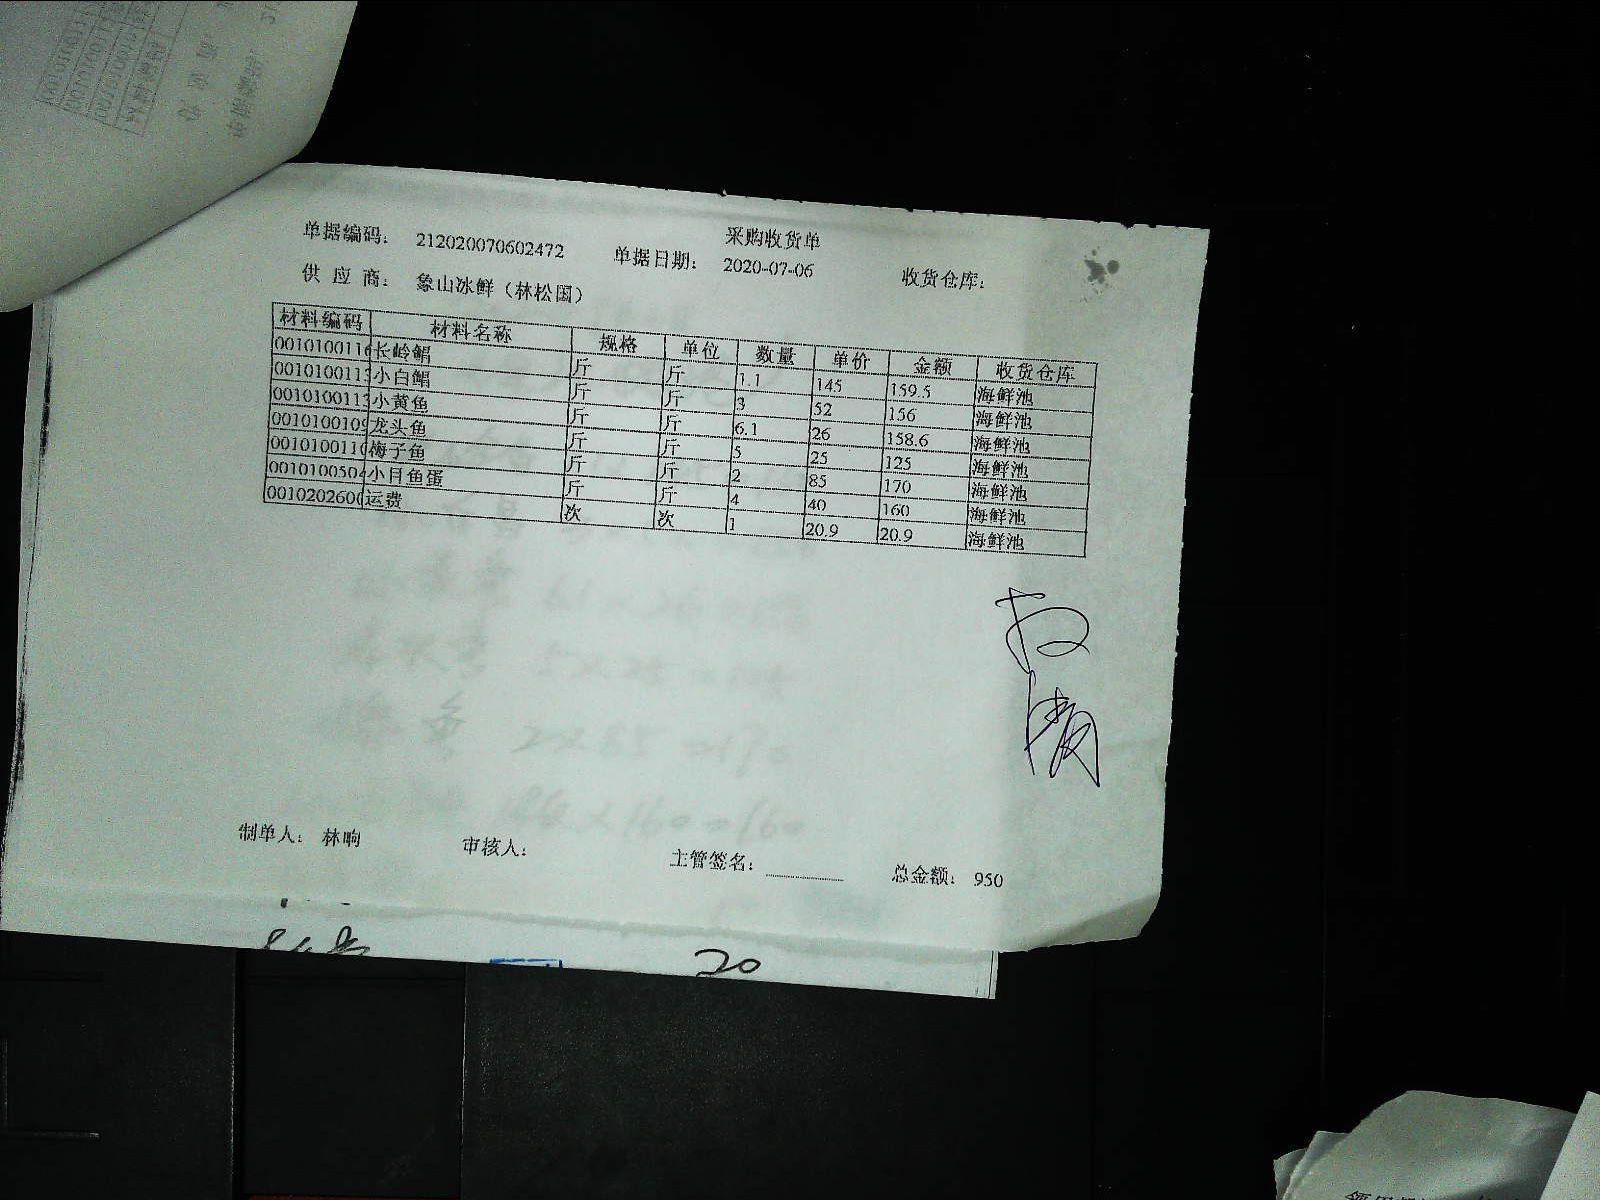 采购收货单
单据编码： 212020070602472 单据日期： 2020-07-06 收货仓库：
供应商： 象山冰鲜（林松国）
材料编码 材料名称 规格 单位 数量 单价 金额 收货仓库
0010100116 长岭鲳 斤 斤 1.1 145 159.5 海鲜池
001010011 小白鲳 斤 斤 3 52 156 海鲜池
001010011 小黄鱼 斤 斤 6.1 26 158.6 海鲜池
001010010 龙头鱼 斤 斤 5 25 125 海鲜池
001010011 梅子鱼 斤 斤 2 85 170 海鲜池
001010050 小目鱼蛋 斤 斤 4 40 160 海鲜池
001020260 运费 次 次 1 20.9 20.9 海鲜池
制单人： 林晌 审核人： 主管签名： 总金额： 950
20